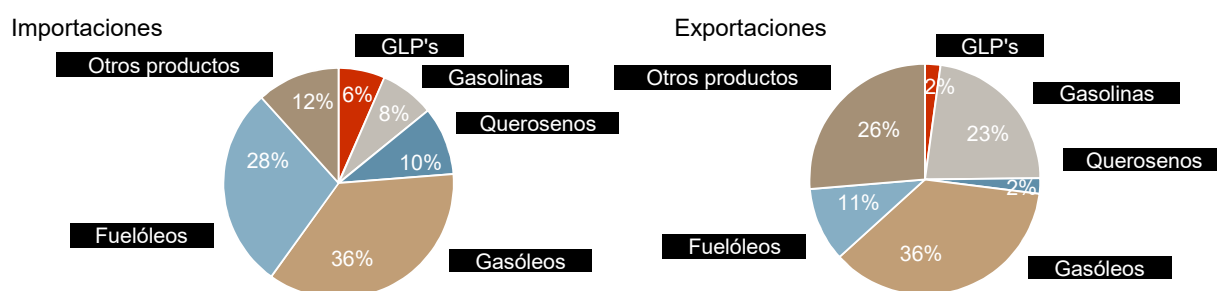 Importaciones
GLP's
Otros productos
Gasolinas
12%
6%
8%
Querosenos
28%
10%
Fuelóleos
36%
Gasóleos
Exportaciones
GLP's
Otros productos
2%
Gasolinas
26%
23%
Querosenos
2%
11%
Fuelóleos
36%
Gasóleos